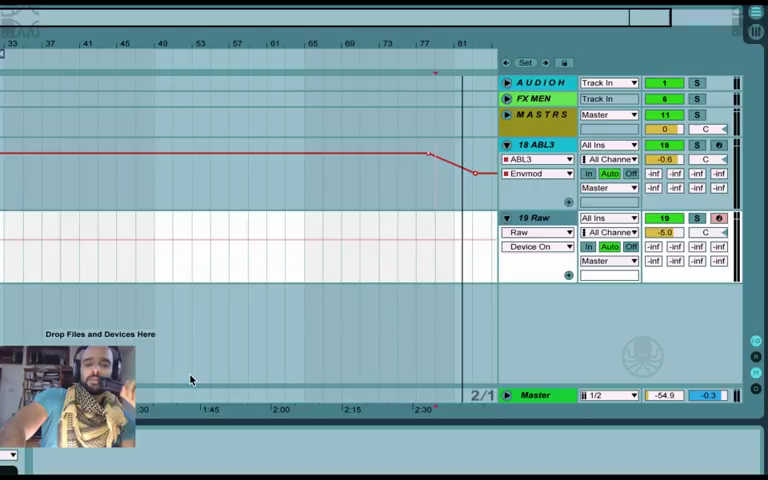 33 37 41 45 49 53 57 61 65 69 73 77 81
Set
AUDIOH Track In 1 S
FX MEN Track In 6 S
MASTRS Master 11 S
0 C
18 ABL3 All Ins 18 S
ABL3 All Channe -0.6 C
Envmod In Auto Off -inf -inf -inf -inf
Master -inf -inf -inf -inf
19 Raw All Ins 19 S
Raw All Channe -5.0 C
Device On In Auto Off -inf -inf -inf -inf
Master -inf -inf -inf -inf
Drop Files and Devices Here
2/1 Master 1/2 -54.9 -0.3
:30 1:45 2:00 2:15 2:30